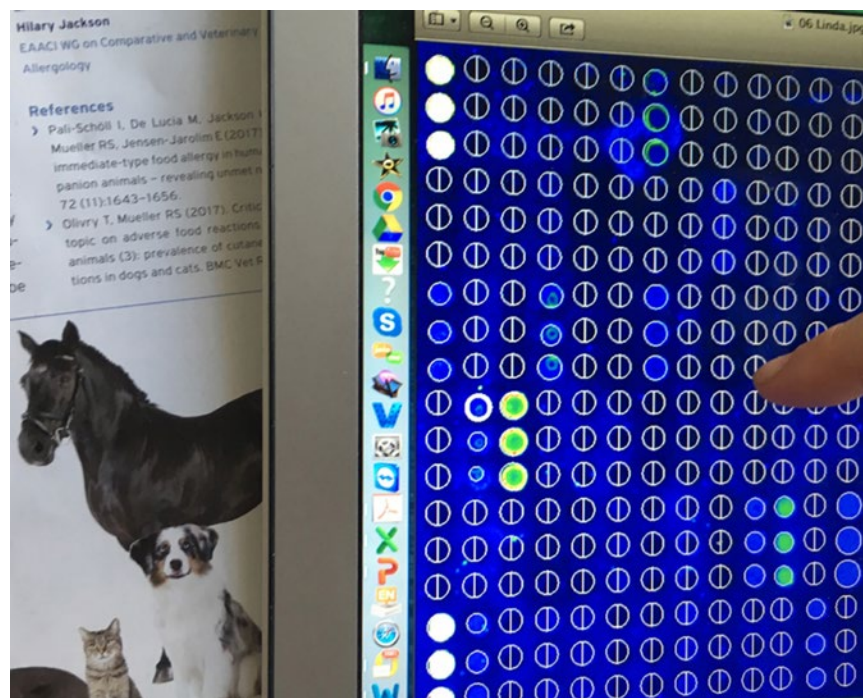 Hilary Jackson
EAACI WG on Comparative and Veterinary
Allergology
References
› Pali-Schöll I, De Lucia M, Jackson
Mueller RS, Jensen-Jarolim E (2017)
immediate-type food allergy in hum
panion animals – revealing unmet n
72 (11):1643–1656.
› Olivry T, Mueller RS (2017). Critic
topic on adverse food reactions
animals (3): prevalence of cutane
tions in dogs and cats. BMC Vet R
06 Linda.jpg
EN